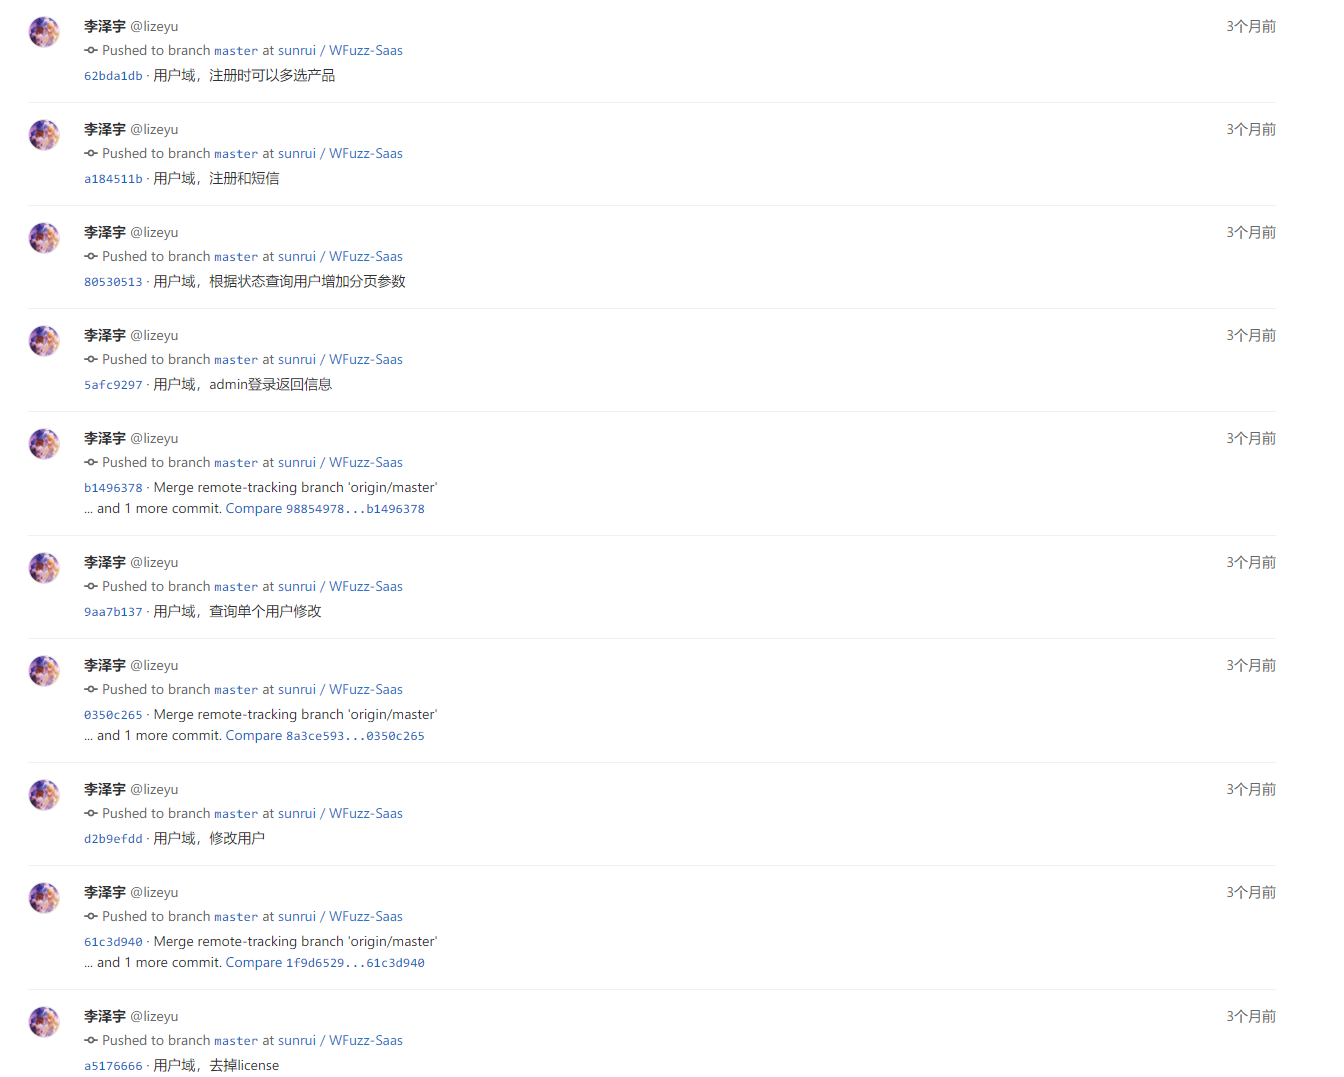 李泽宇 @lizeyu 3个月前
Pushed to branch master at sunrui / WFuzz-Saas
62bda1db · 用户域，注册时可以多选产品
李泽宇 @lizeyu 3个月前
Pushed to branch master at sunrui / WFuzz-Saas
a184511b · 用户域，注册和短信
李泽宇 @lizeyu 3个月前
Pushed to branch master at sunrui / WFuzz-Saas
80530513 · 用户域，根据状态查询用户增加分页参数
李泽宇 @lizeyu 3个月前
Pushed to branch master at sunrui / WFuzz-Saas
5afc9297 · 用户域，admin登录返回信息
李泽宇 @lizeyu 3个月前
Pushed to branch master at sunrui / WFuzz-Saas
b1496378 · Merge remote-tracking branch 'origin/master'
... and 1 more commit. Compare 98854978...b1496378
李泽宇 @lizeyu 3个月前
Pushed to branch master at sunrui / WFuzz-Saas
9aa7b137 · 用户域，查询单个用户修改
李泽宇 @lizeyu 3个月前
Pushed to branch master at sunrui / WFuzz-Saas
0350c265 · Merge remote-tracking branch 'origin/master'
... and 1 more commit. Compare 8a3ce593...0350c265
李泽宇 @lizeyu 3个月前
Pushed to branch master at sunrui / WFuzz-Saas
d2b9efdd · 用户域，修改用户
李泽宇 @lizeyu 3个月前
Pushed to branch master at sunrui / WFuzz-Saas
61c3d940 · Merge remote-tracking branch 'origin/master'
... and 1 more commit. Compare 1f9d6529...61c3d940
李泽宇 @lizeyu 3个月前
Pushed to branch master at sunrui / WFuzz-Saas
a5176666 · 用户域，去掉license